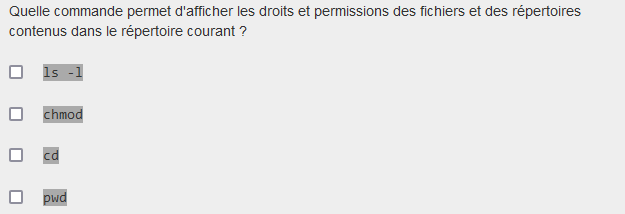 Quelle commande permet d'afficher les droits et permissions des fichiers et des répertoires
contenus dans le répertoire courant ?
ls -l
chmod
cd
pwd